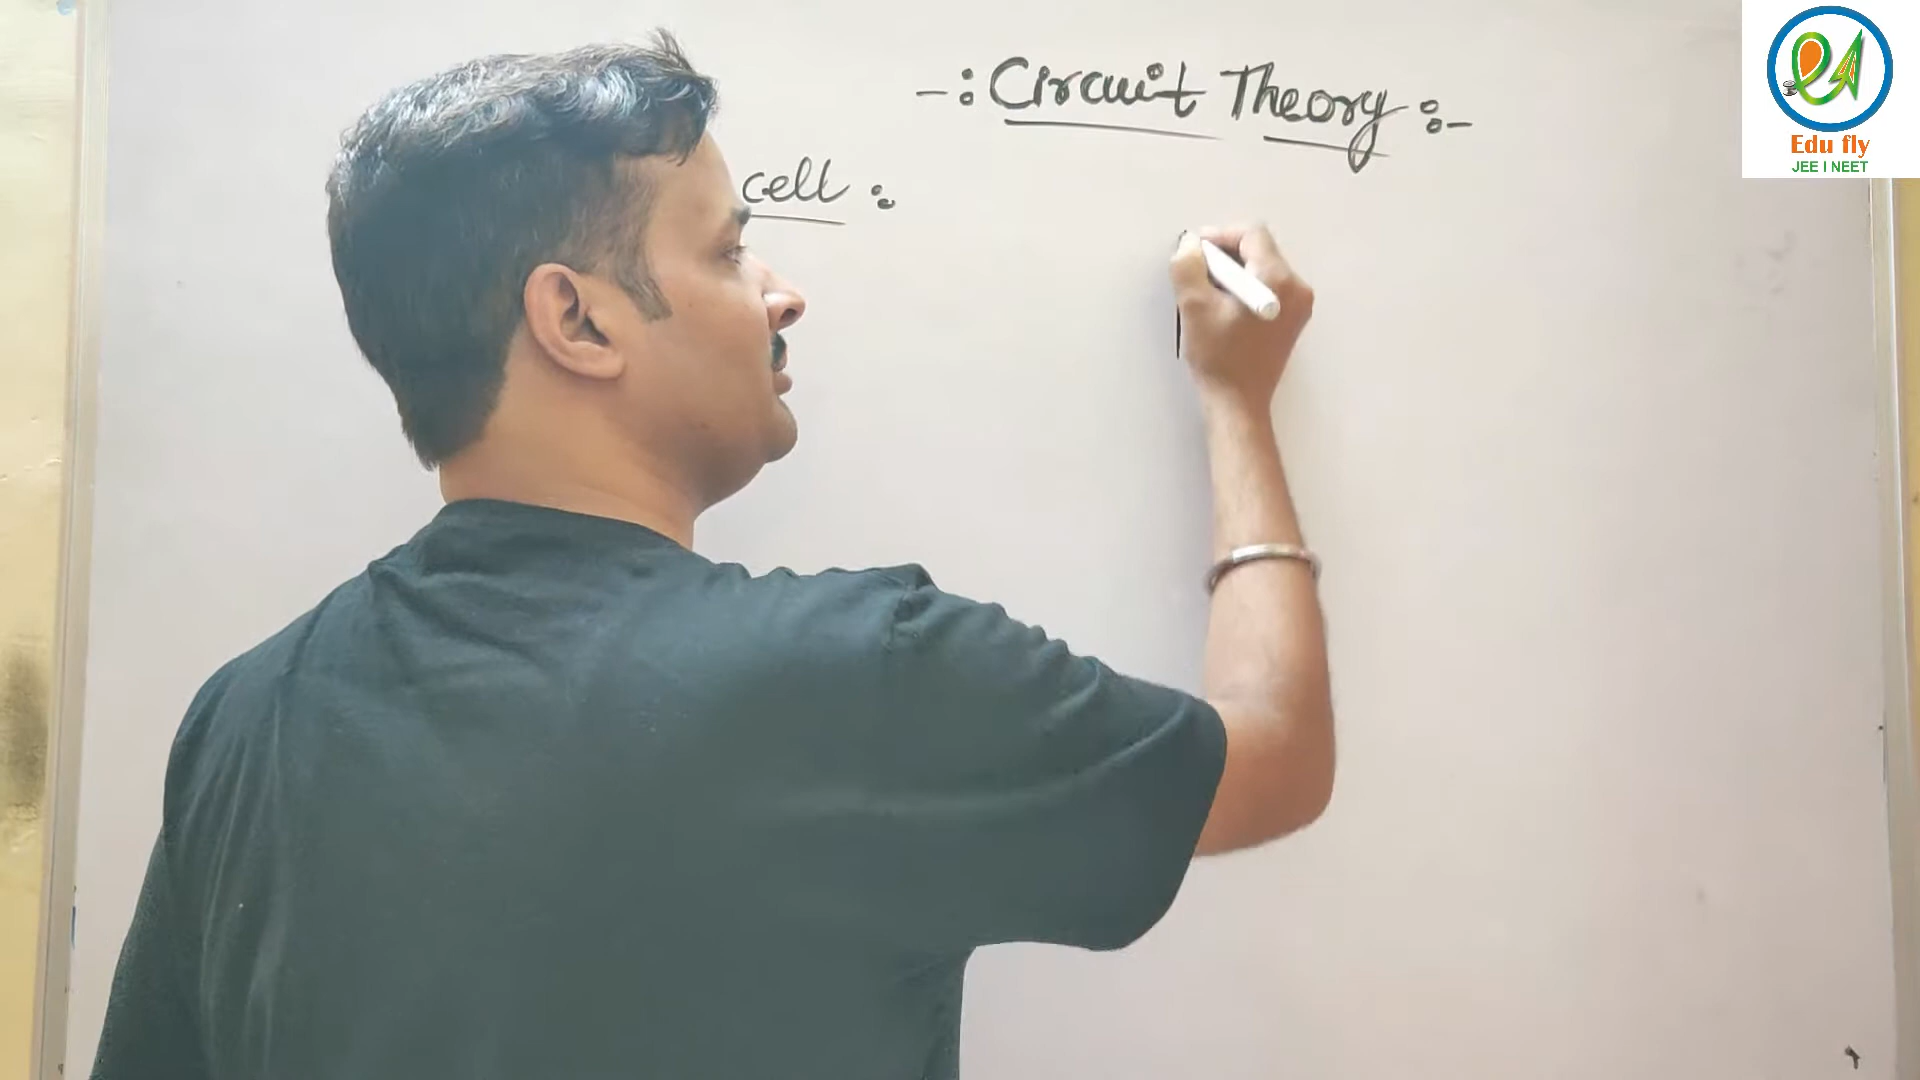 -: Circuit Theory :-
cell :
Edu fly
JEE I NEET